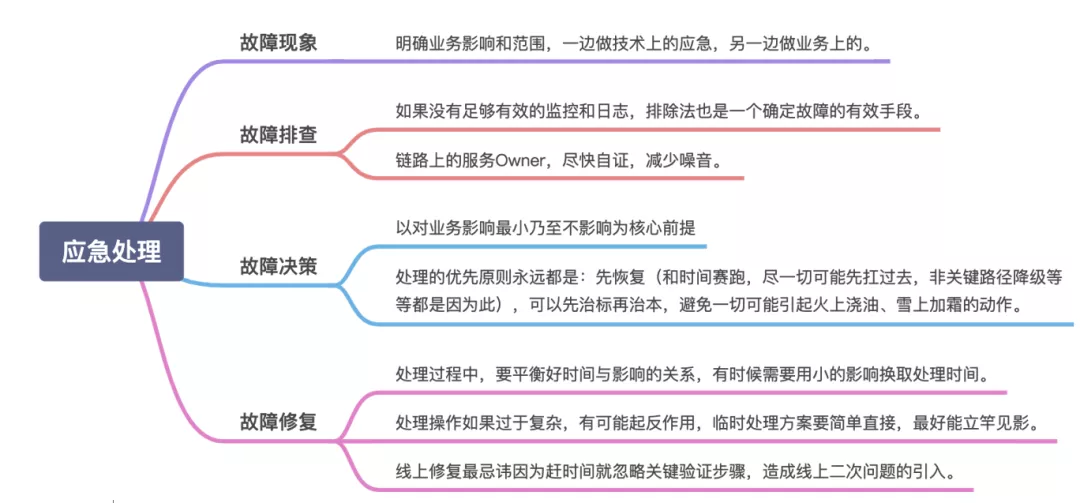 应急处理
故障现象
明确业务影响和范围，一边做技术上的应急，另一边做业务上的。
故障排查
如果没有足够有效的监控和日志，排除法也是一个确定故障的有效手段。
链路上的服务Owner，尽快自证，减少噪音。
故障决策
以对业务影响最小乃至不影响为核心前提
处理的优先原则永远都是：先恢复（和时间赛跑，尽一切可能先扛过去，非关键路径降级等
等都是因为此），可以先治标再治本，避免一切可能引起火上浇油、雪上加霜的动作。
故障修复
处理过程中，要平衡好时间与影响的关系，有时候需要用小的影响换取处理时间。
处理操作如果过于复杂，有可能起反作用，临时处理方案要简单直接，最好能立竿见影。
线上修复最忌讳因为赶时间就忽略关键验证步骤，造成线上二次问题的引入。